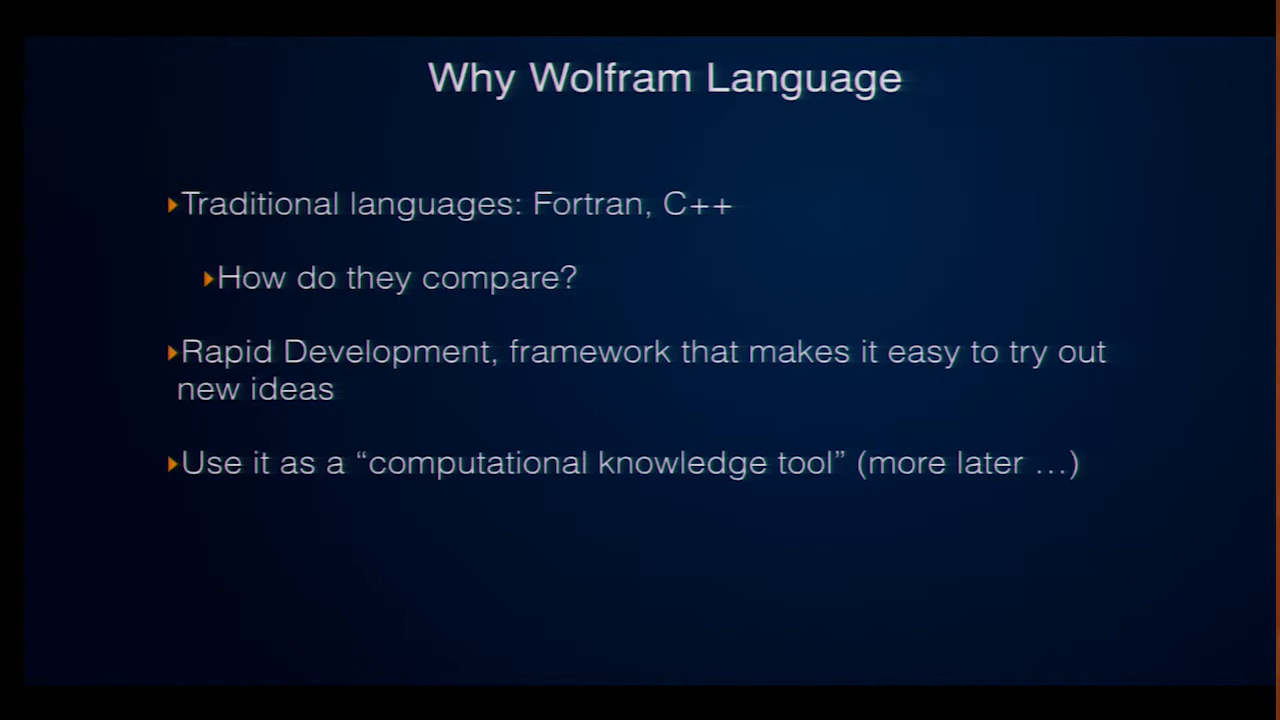 Why Wolfram Language
Traditional languages: Fortran, C++
How do they compare?
Rapid Development, framework that makes it easy to try out
new ideas
Use it as a “computational knowledge tool” (more later …)